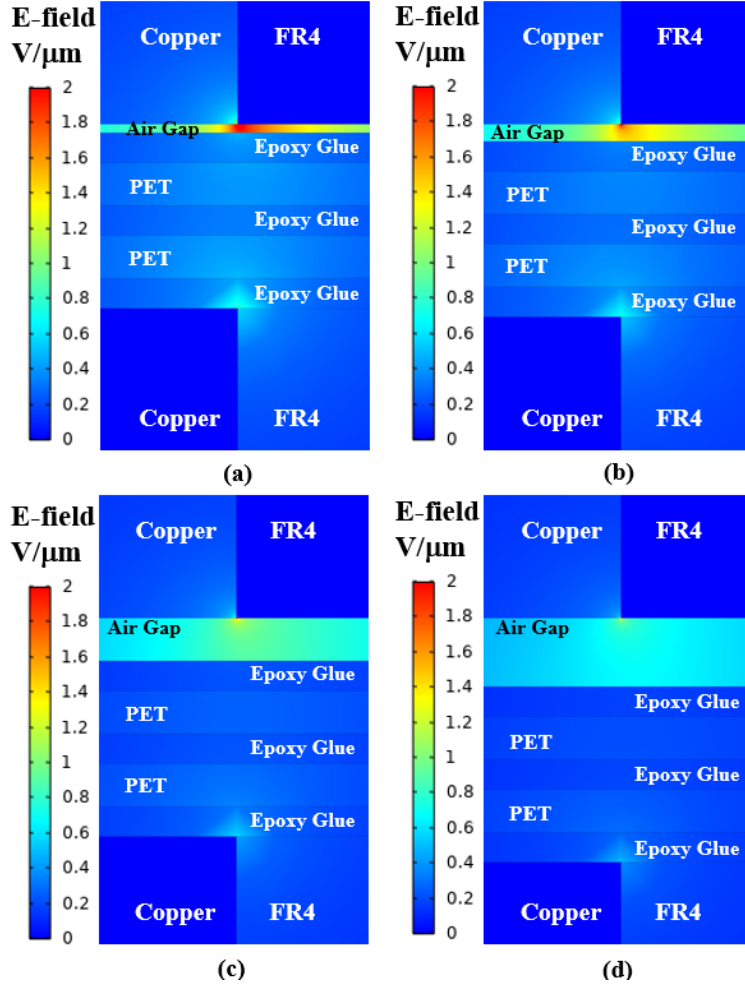 E-field
V/μm
2
1.8
1.6
1.4
1.2
1
0.8
0.6
0.4
0.2
0
Copper
FR4
Air Gap
Epoxy Glue
PET
Epoxy Glue
PET
Epoxy Glue
Copper
FR4
(a)
E-field
V/μm
2
1.8
1.6
1.4
1.2
1
0.8
0.6
0.4
0.2
0
Copper
FR4
Air Gap
Epoxy Glue
PET
Epoxy Glue
PET
Epoxy Glue
Copper
FR4
(b)
E-field
V/μm
2
1.8
1.6
1.4
1.2
1
0.8
0.6
0.4
0.2
0
Copper
FR4
Air Gap
Epoxy Glue
PET
Epoxy Glue
PET
Epoxy Glue
Copper
FR4
(c)
E-field
V/μm
2
1.8
1.6
1.4
1.2
1
0.8
0.6
0.4
0.2
0
Copper
FR4
Air Gap
Epoxy Glue
PET
Epoxy Glue
PET
Epoxy Glue
Copper
FR4
(d)